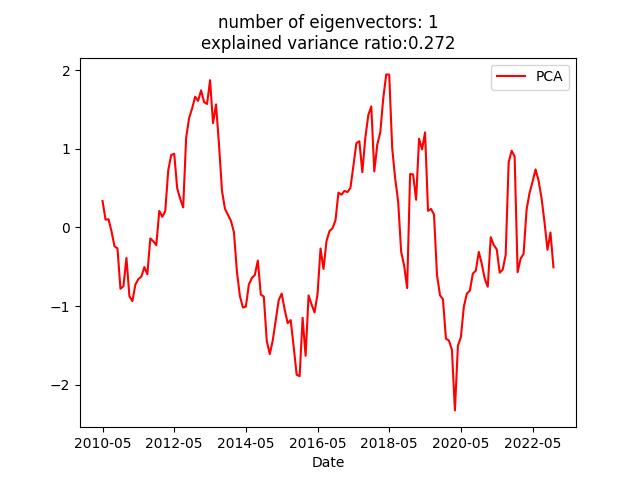 number of eigenvectors: 1
explained variance ratio:0.272
PCA
2
1
0
−1
−2
2010-05 2012-05 2014-05 2016-05 2018-05 2020-05 2022-05
Date